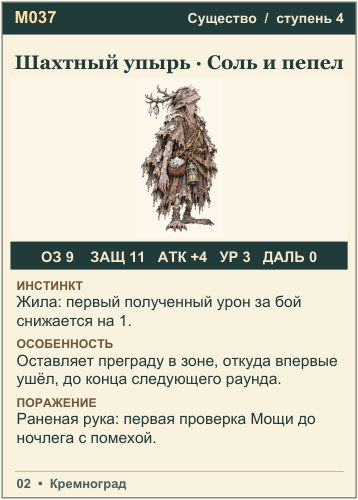 М037
Существо / ступень 4
Шахтный упырь · Соль и пепел
ОЗ 9 ЗАЩ 11 АТК +4 УР 3 ДАЛЬ 0
ИНСТИНКТ
Жила: первый полученный урон за бой
снижается на 1.
ОСОБЕННОСТЬ
Оставляет преграду в зоне, откуда впервые
ушёл, до конца следующего раунда.
ПОРАЖЕНИЕ
Раненая рука: первая проверка Мощи до
ночлега с помехой.
02 • Кремноград